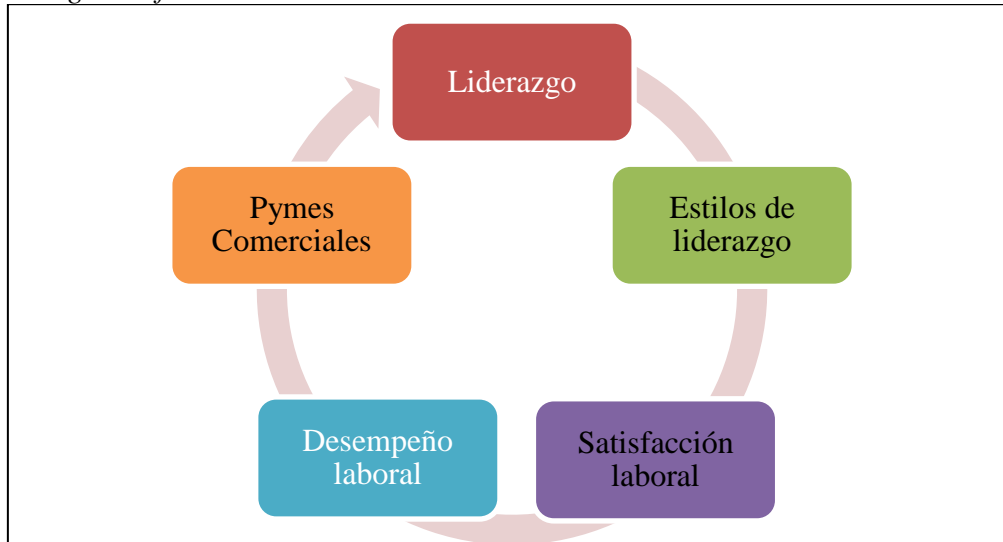 Liderazgo
Estilos de
liderazgo
Satisfacción
laboral
Desempeño
laboral
Pymes
Comerciales